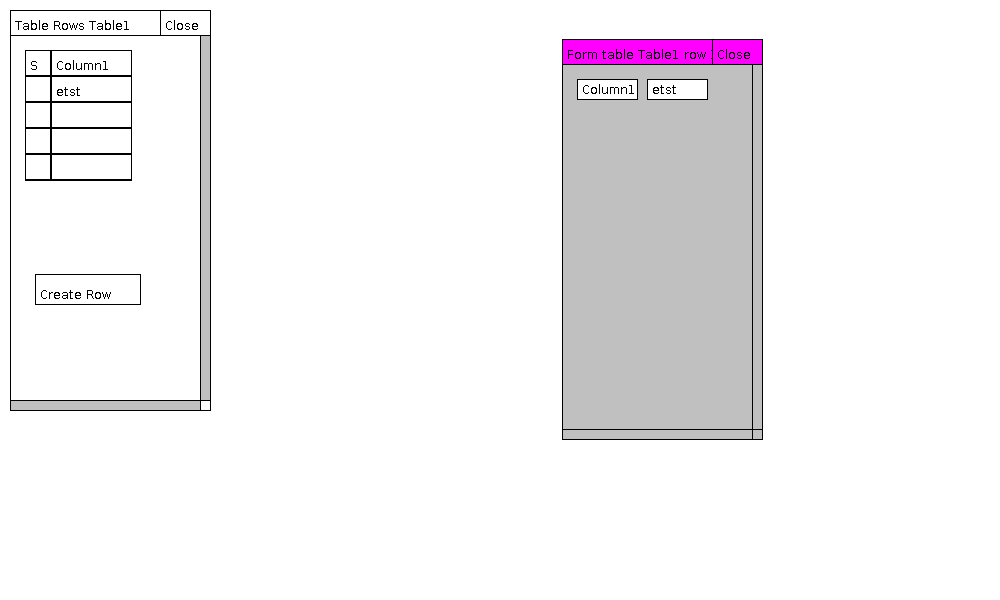 Table Rows Table1 Close
S Column1
etst
Create Row
Form table Table1 row Close
Column1 etst